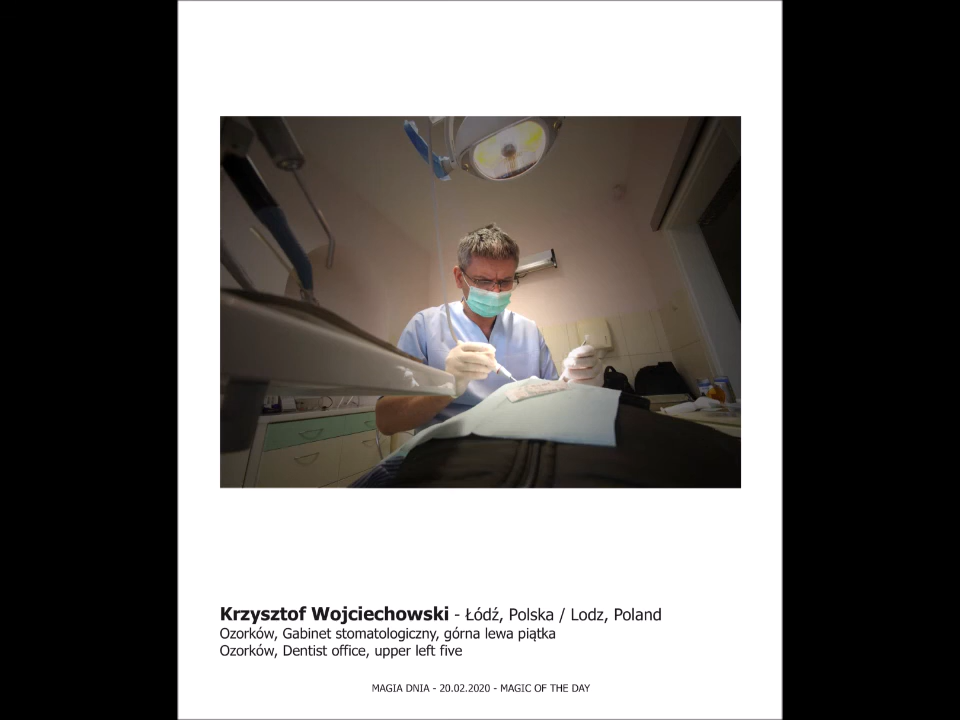 Krzysztof Wojciechowski - Łódź, Polska / Lodz, Poland
Ozorków, Gabinet stomatologiczny, górna lewa piątka
Ozorków, Dentist office, upper left five
MAGIA DNIA - 20.02.2020 - MAGIC OF THE DAY